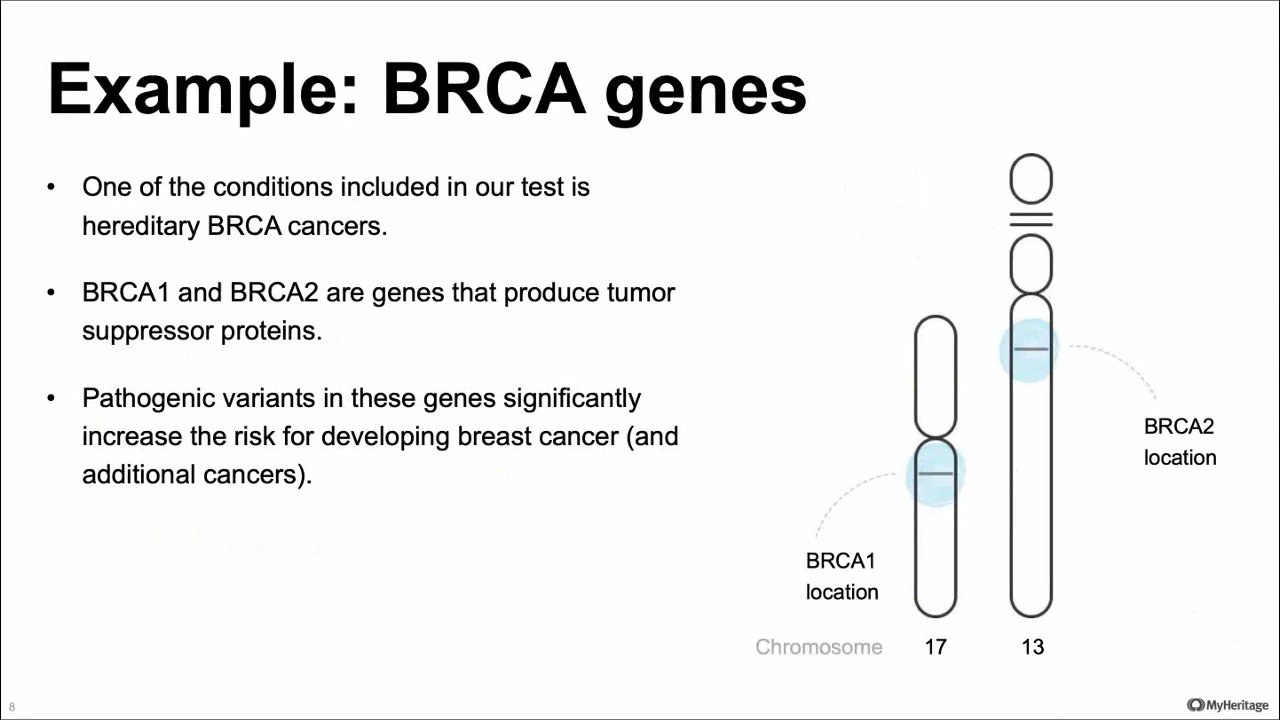 Example: BRCA genes
• One of the conditions included in our test is
hereditary BRCA cancers.
• BRCA1 and BRCA2 are genes that produce tumor
suppressor proteins.
• Pathogenic variants in these genes significantly
increase the risk for developing breast cancer (and
additional cancers).
BRCA2
location
BRCA1
location
Chromosome 17 13
8
MyHeritage